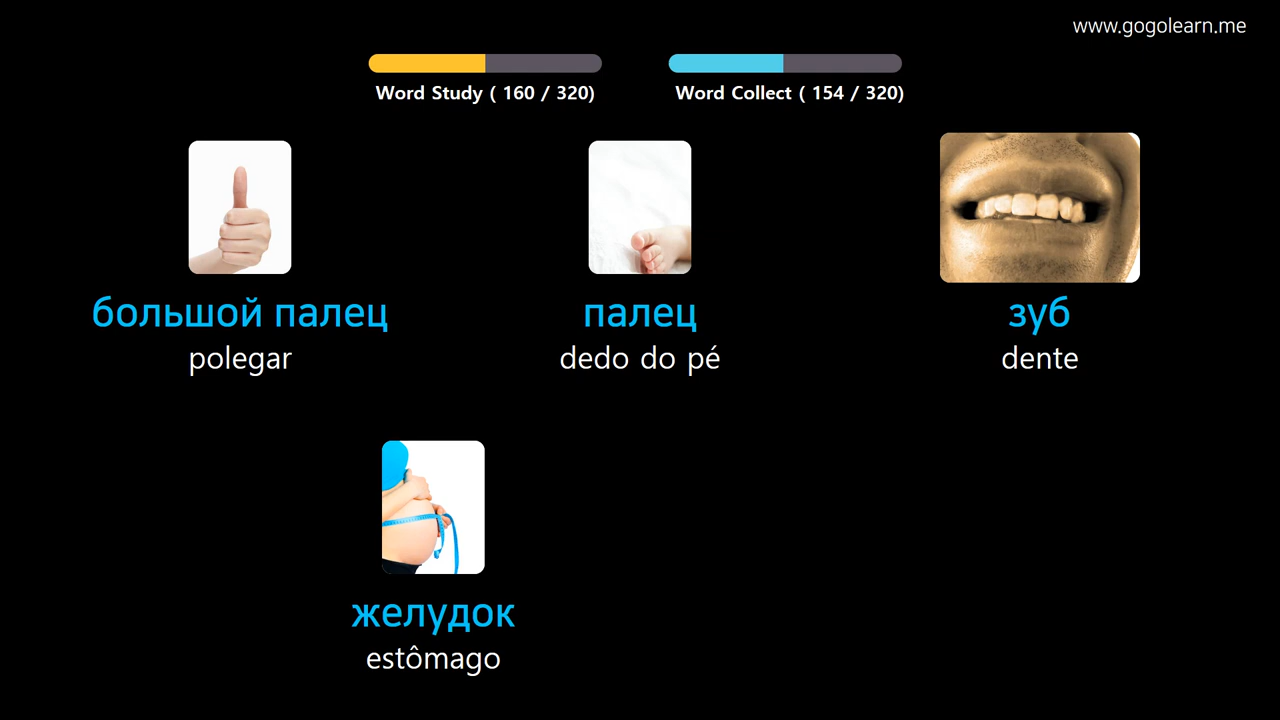 www.gogolearn.me
Word Study ( 160 / 320)
Word Collect ( 154 / 320)
большой палец
polegar
палец
dedo do pé
зуб
dente
желудок
estômago